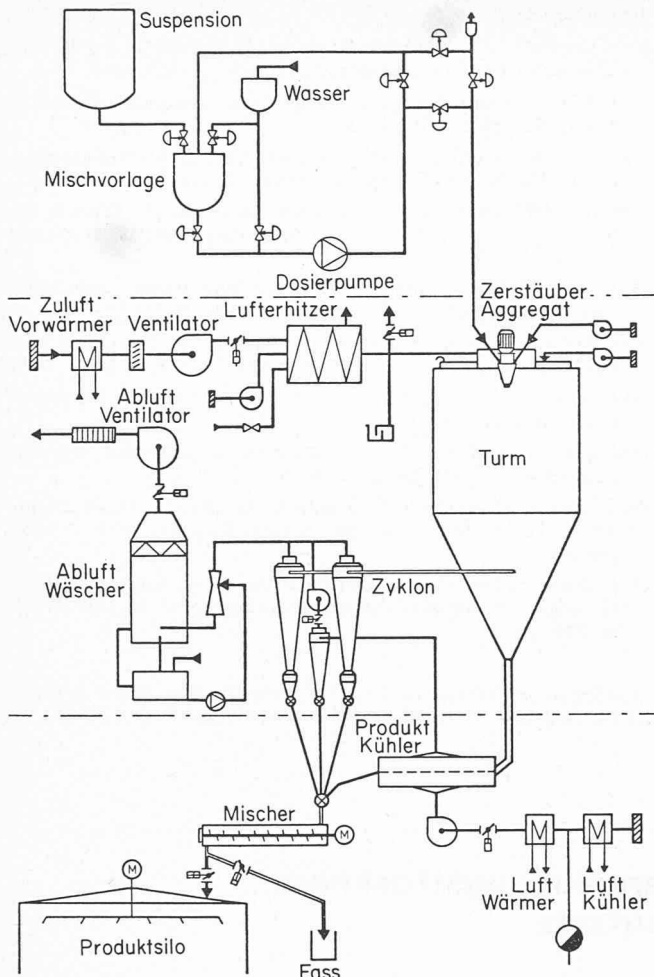 Suspension
Wasser
Mischvorlage
Dosierpumpe
Zuluft
Vorwärmer
Ventilator
Lufterhitzer
Zerstäuber
Aggregat
Abluft
Ventilator
Turm
Abluft
Wäscher
Zyklon
Produkt
Kühler
Mischer
M
M
Luft
Wärmer
Luft
Kühler
Produktsilo
Fass